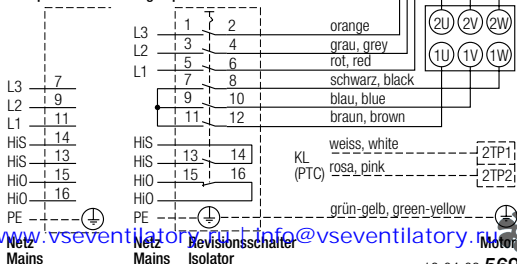 1 2 orange
L3
3 4 grau, grey
L2
5 6 rot, red
L1
7 8 schwarz, black
9 10 blau, blue
11 12 braun, brown
2U 2V 2W
1U 1V 1W
L3 7
L2 9
L1 11
HiS 14
HiS 13
HiO 15
HiO 16
PE
HiS
HiS 13 14
HiO 15 16
HiO
PE
KL
(PTC)
weiss, white
rosa, pink
2TP1
2TP2
grün-gelb, green-yellow
www.vseventilatory.ru | info@vseventilatory.ru
Netz
Mains
Netz
Mains
Revisionsschalter
Isolator
Motor